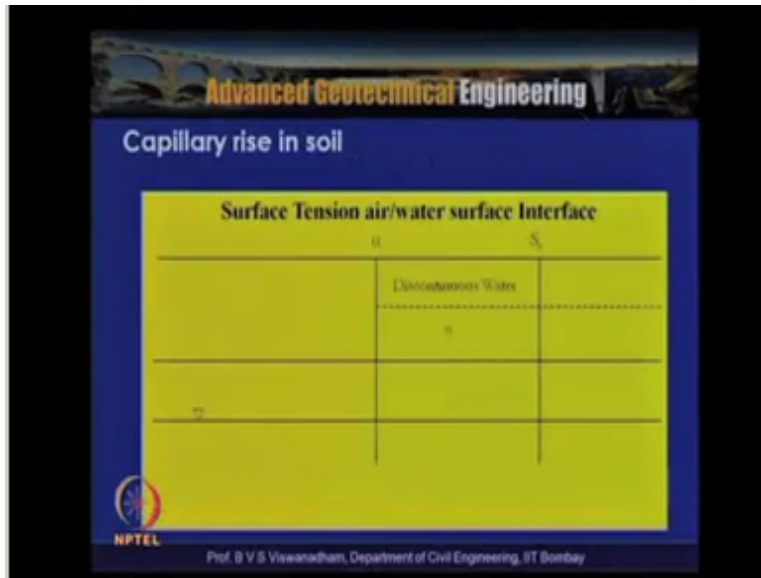 Advanced Geotechnical Engineering
Capillary rise in soil
Surface Tension air/water surface Interface
u Sr
Discontinuous Water
u
NPTEL
Prof. B V S Viswanadham, Department of Civil Engineering, IIT Bombay